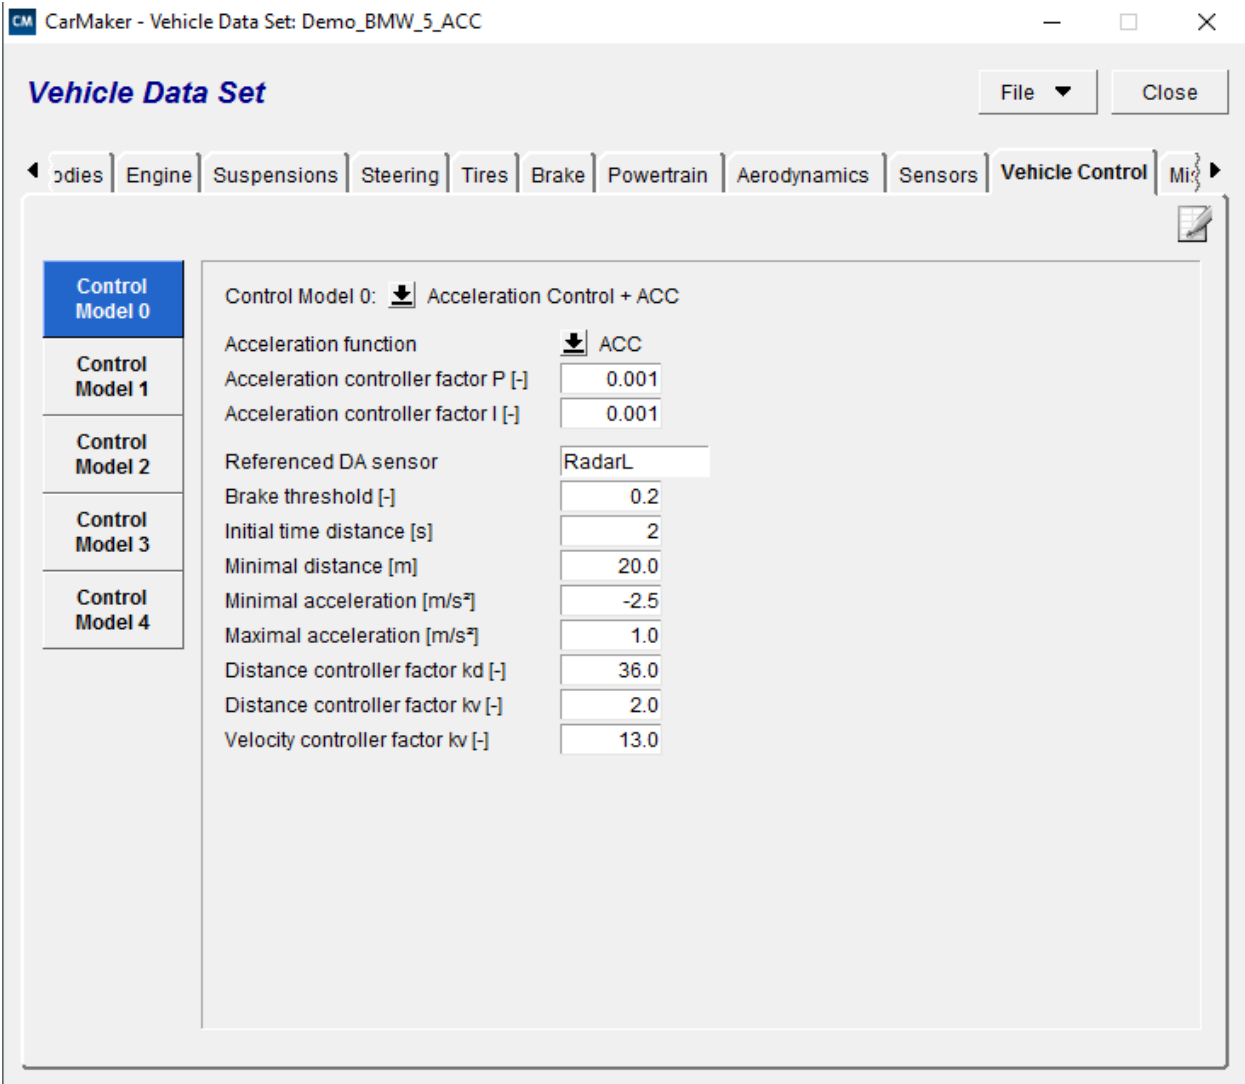 CM CarMaker - Vehicle Data Set: Demo_BMW_5_ACC
Vehicle Data Set
File
Close
odies Engine Suspensions Steering Tires Brake Powertrain Aerodynamics Sensors Vehicle Control Mis
Control Model 0
Control Model 1
Control Model 2
Control Model 3
Control Model 4
Control Model 0: Acceleration Control + ACC
Acceleration function ACC
Acceleration controller factor P [-] 0.001
Acceleration controller factor I [-] 0.001
Referenced DA sensor RadarL
Brake threshold [-] 0.2
Initial time distance [s] 2
Minimal distance [m] 20.0
Minimal acceleration [m/s²] -2.5
Maximal acceleration [m/s²] 1.0
Distance controller factor kd [-] 36.0
Distance controller factor kv [-] 2.0
Velocity controller factor kv [-] 13.0